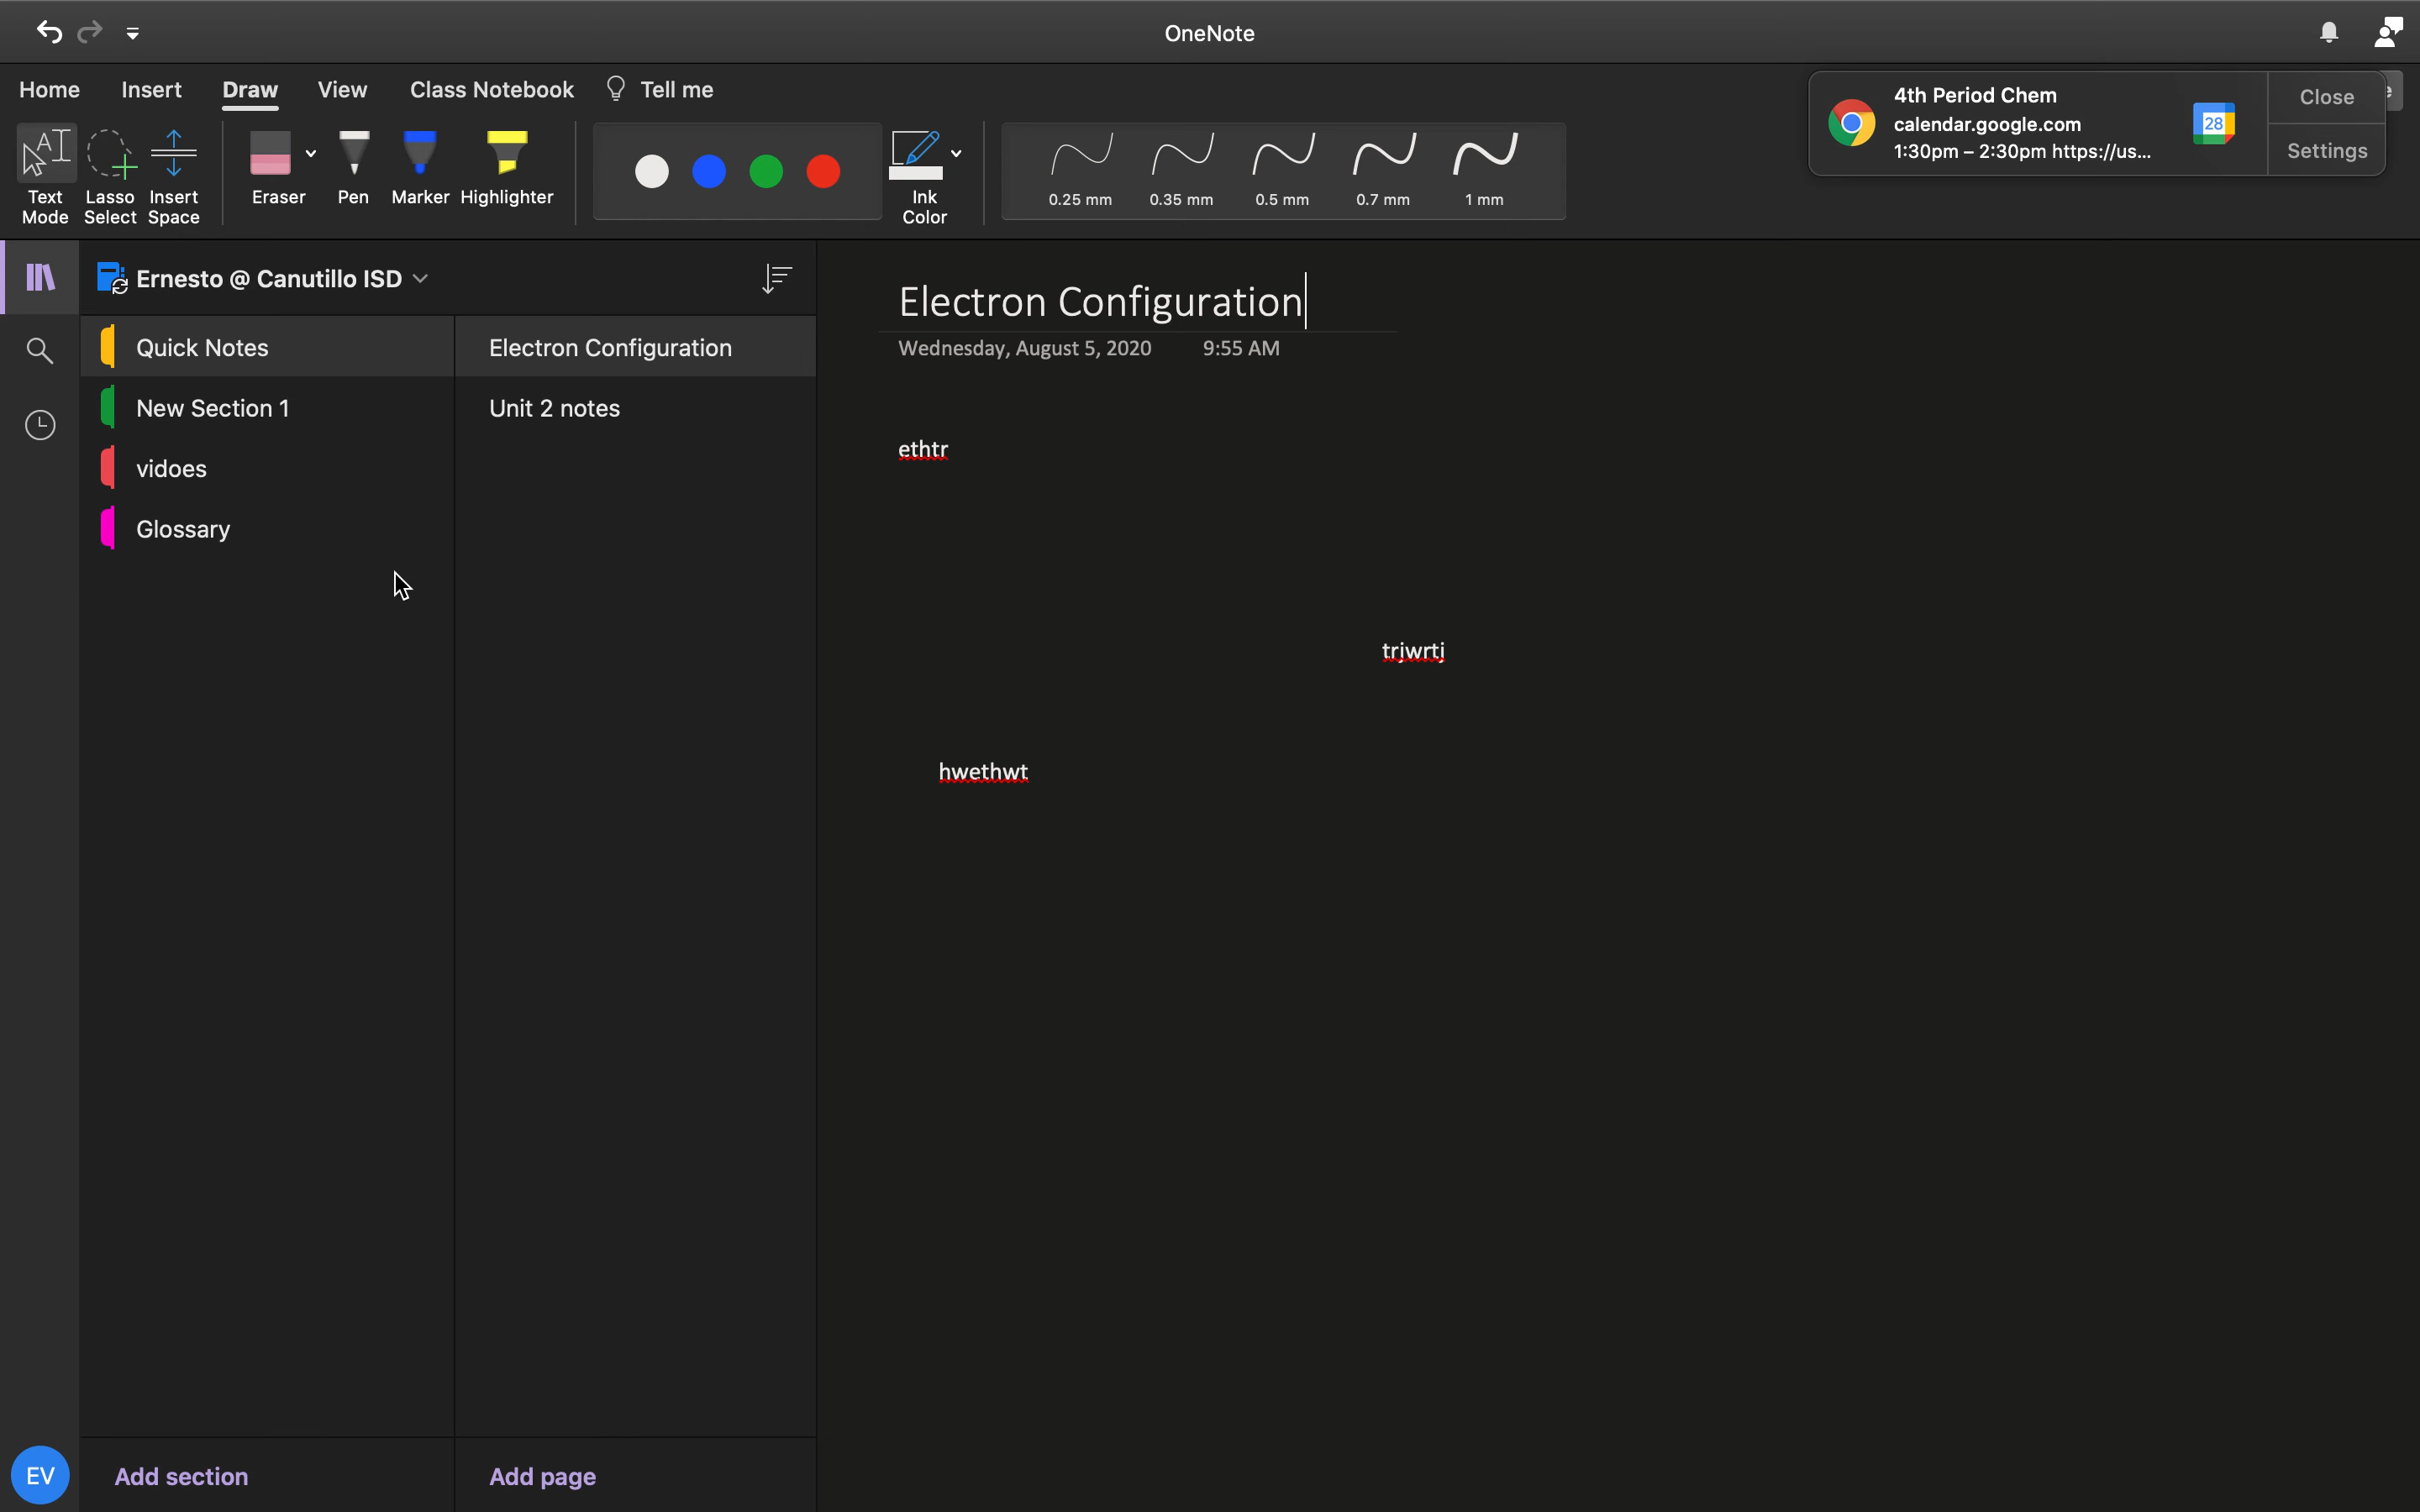 OneNote
Home Insert Draw View Class Notebook Tell me
4th Period Chem
calendar.google.com
1:30pm – 2:30pm https://us...
28
Close
Settings
Text Mode
Lasso Select
Insert Space
Eraser
Pen
Marker
Highlighter
Ink Color
0.25 mm
0.35 mm
0.5 mm
0.7 mm
1 mm
Ernesto @ Canutillo ISD
Quick Notes
New Section 1
vidoes
Glossary
Electron Configuration
Unit 2 notes
Electron Configuration
Wednesday, August 5, 2020 9:55 AM
ethtr
trjwrtj
hwethwt
EV
Add section
Add page